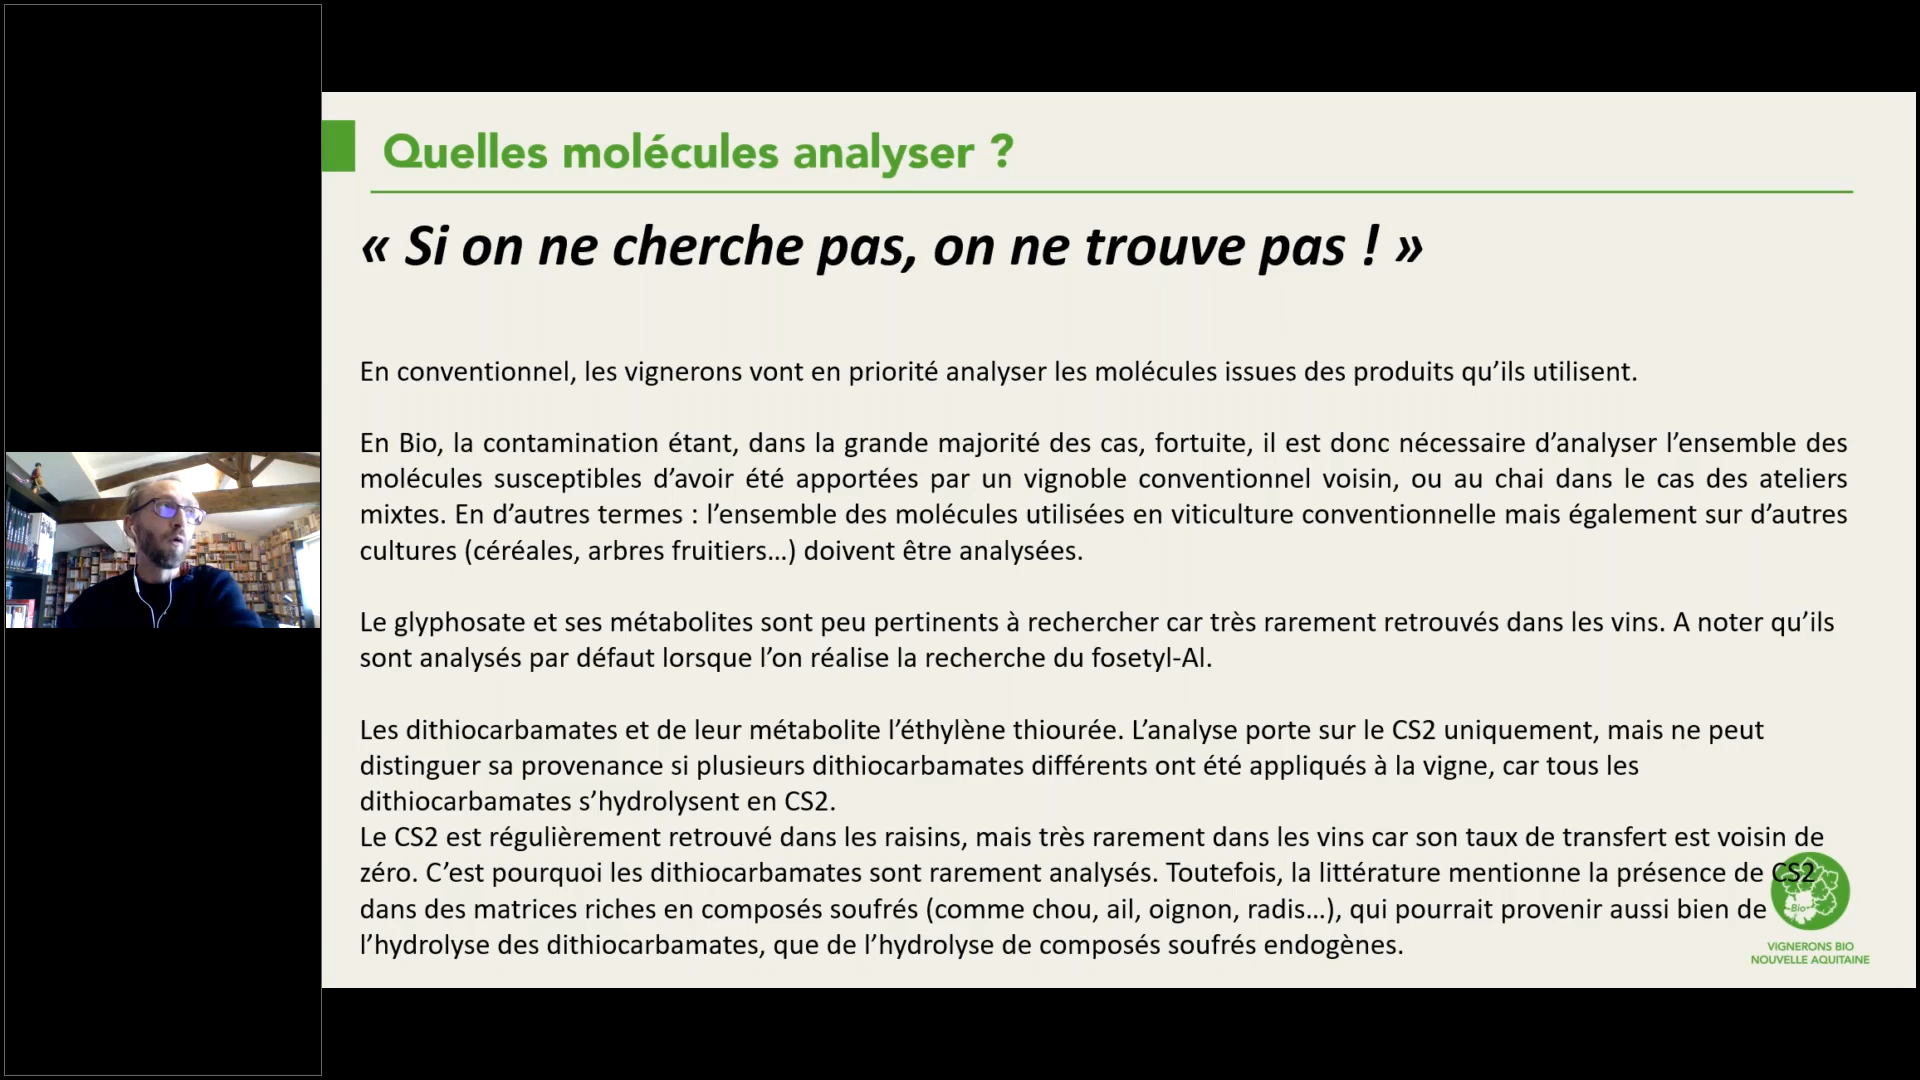 Quelles molécules analyser ?
« Si on ne cherche pas, on ne trouve pas ! »
En conventionnel, les vignerons vont en priorité analyser les molécules issues des produits qu’ils utilisent.
En Bio, la contamination étant, dans la grande majorité des cas, fortuite, il est donc nécessaire d’analyser l’ensemble des
molécules susceptibles d’avoir été apportées par un vignoble conventionnel voisin, ou au chai dans le cas des ateliers
mixtes. En d’autres termes : l’ensemble des molécules utilisées en viticulture conventionnelle mais également sur d’autres
cultures (céréales, arbres fruitiers…) doivent être analysées.
Le glyphosate et ses métabolites sont peu pertinents à rechercher car très rarement retrouvés dans les vins. A noter qu’ils
sont analysés par défaut lorsque l’on réalise la recherche du fosetyl-Al.
Les dithiocarbamates et de leur métabolite l’éthylène thiourée. L’analyse porte sur le CS2 uniquement, mais ne peut
distinguer sa provenance si plusieurs dithiocarbamates différents ont été appliqués à la vigne, car tous les
dithiocarbamates s’hydrolysent en CS2.
Le CS2 est régulièrement retrouvé dans les raisins, mais très rarement dans les vins car son taux de transfert est voisin de
zéro. C’est pourquoi les dithiocarbamates sont rarement analysés. Toutefois, la littérature mentionne la présence de CS2
dans des matrices riches en composés soufrés (comme chou, ail, oignon, radis…), qui pourrait provenir aussi bien de
l’hydrolyse des dithiocarbamates, que de l’hydrolyse de composés soufrés endogènes.
Bio
VIGNERONS BIO
NOUVELLE AQUITAINE